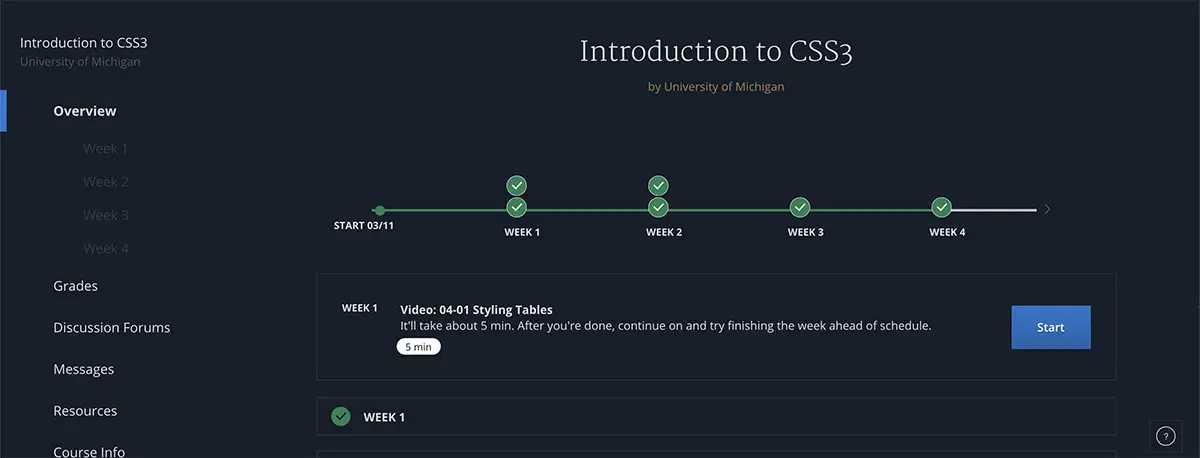 Introduction to CSS3
University of Michigan
Overview
Week 1
Week 2
Week 3
Week 4
Grades
Discussion Forums
Messages
Resources
Course Info
Introduction to CSS3
by University of Michigan
START 03/11
WEEK 1
WEEK 2
WEEK 3
WEEK 4
WEEK 1
Video: 04-01 Styling Tables
It'll take about 5 min. After you're done, continue on and try finishing the week ahead of schedule.
5 min
Start
WEEK 1
?